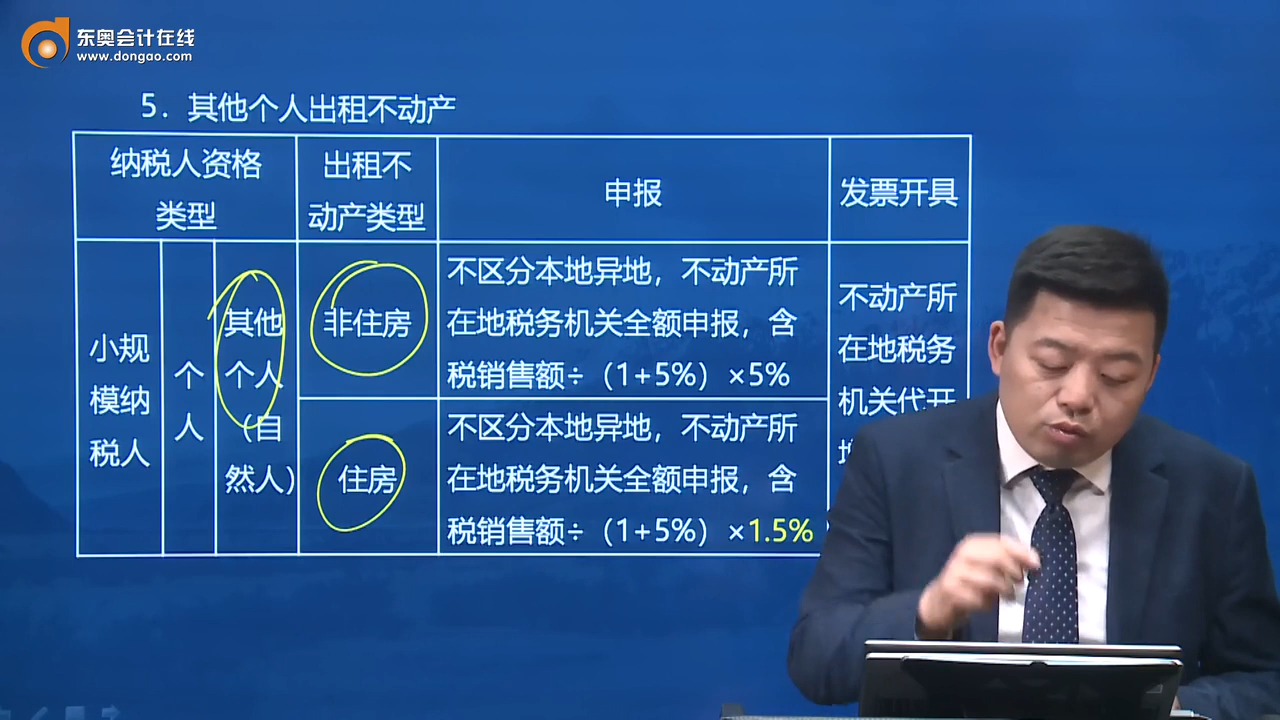 东奥会计在线
www.dongao.com
5. 其他个人出租不动产
纳税人资格
类型
出租不
动产类型
申报
发票开具
小规
模纳
税人
个
人
其他
个人
（自
然人）
非住房
不区分本地异地，不动产所
在地税务机关全额申报，含
税销售额÷（1+5%）×5%
不动产所
在地税务
机关代开
住房
不区分本地异地，不动产所
在地税务机关全额申报，含
税销售额÷（1+5%）×1.5%